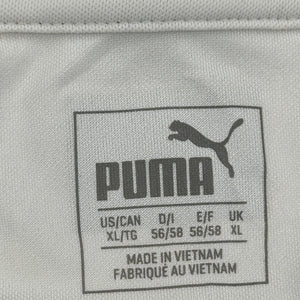 PUMA
US/CAN D/I E/F UK
XL/TG 56/58 56/58 XL
MADE IN VIETNAM
FABRIQUÉ AU VIETNAM